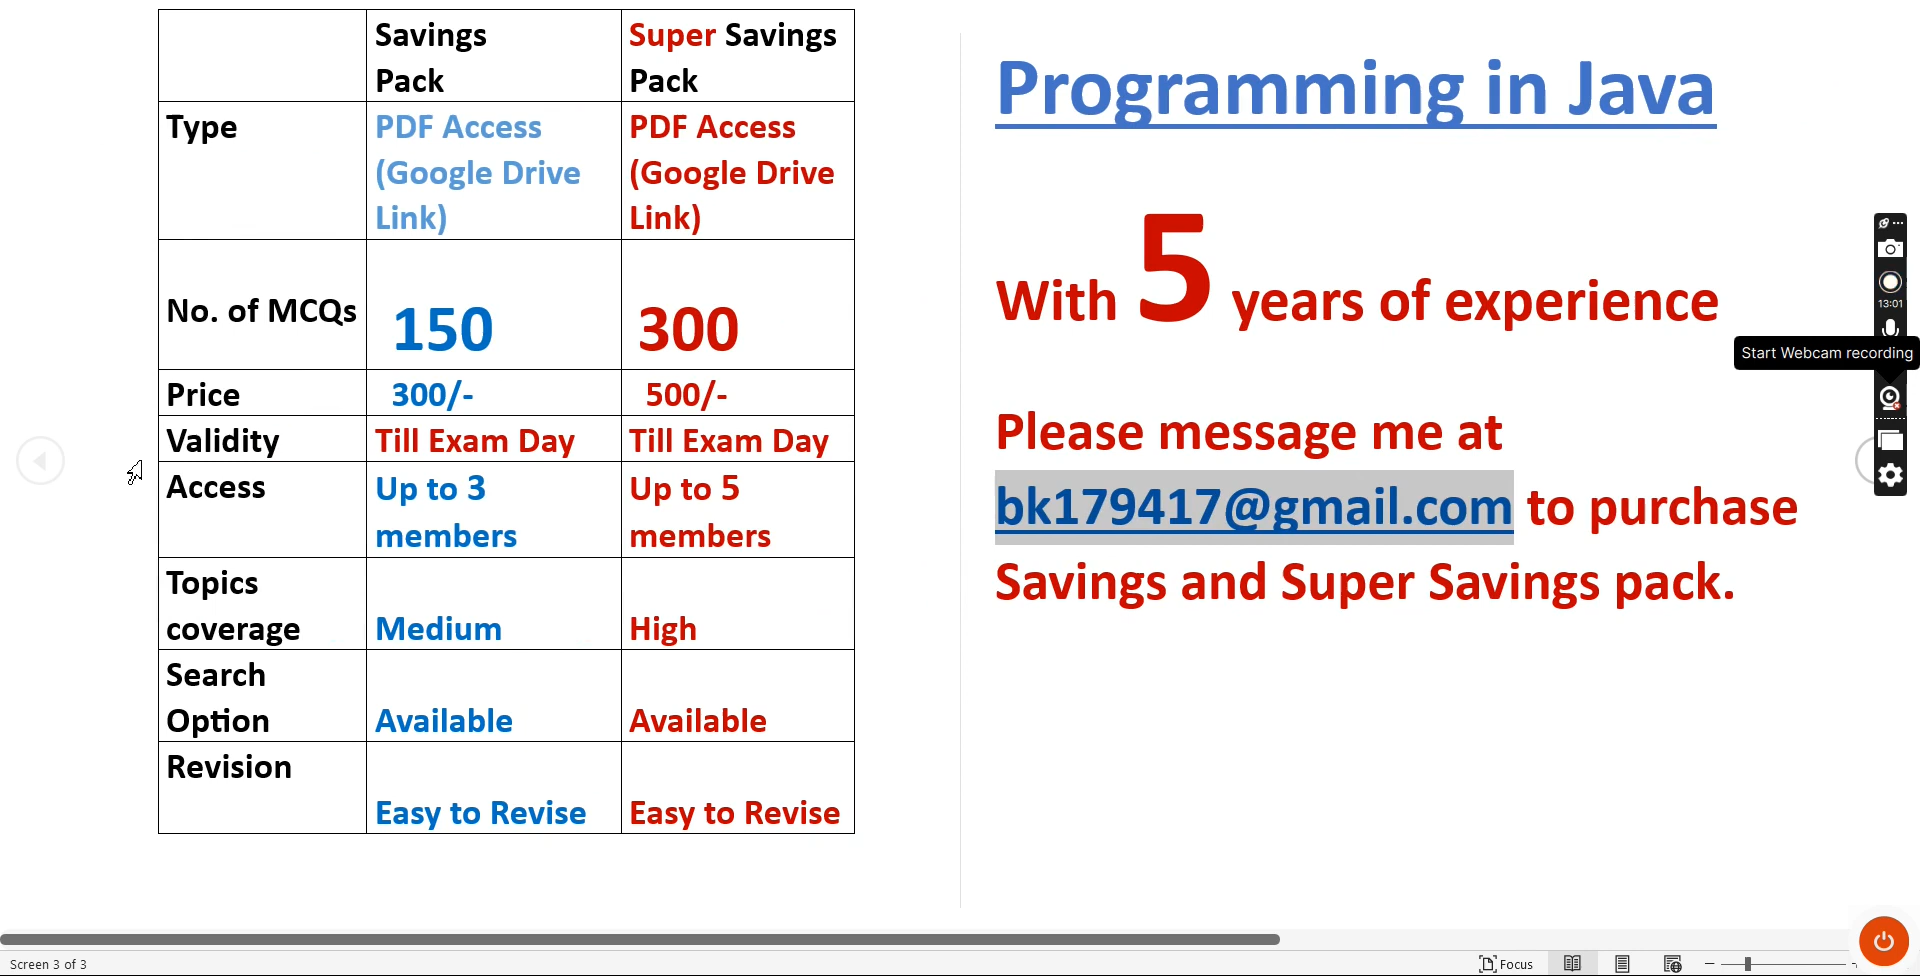 Savings
Pack
Super Savings
Pack
Type
PDF Access
(Google Drive
Link)
PDF Access
(Google Drive
Link)
No. of MCQs
150
300
Price
300/-
500/-
Validity
Till Exam Day
Till Exam Day
Access
Up to 3
members
Up to 5
members
Topics
coverage
Medium
High
Search
Option
Available
Available
Revision
Easy to Revise
Easy to Revise
Programming in Java
With 5 years of experience
Please message me at
bk179417@gmail.com to purchase
Savings and Super Savings pack.
13:01
Start Webcam recording
Screen 3 of 3
Focus